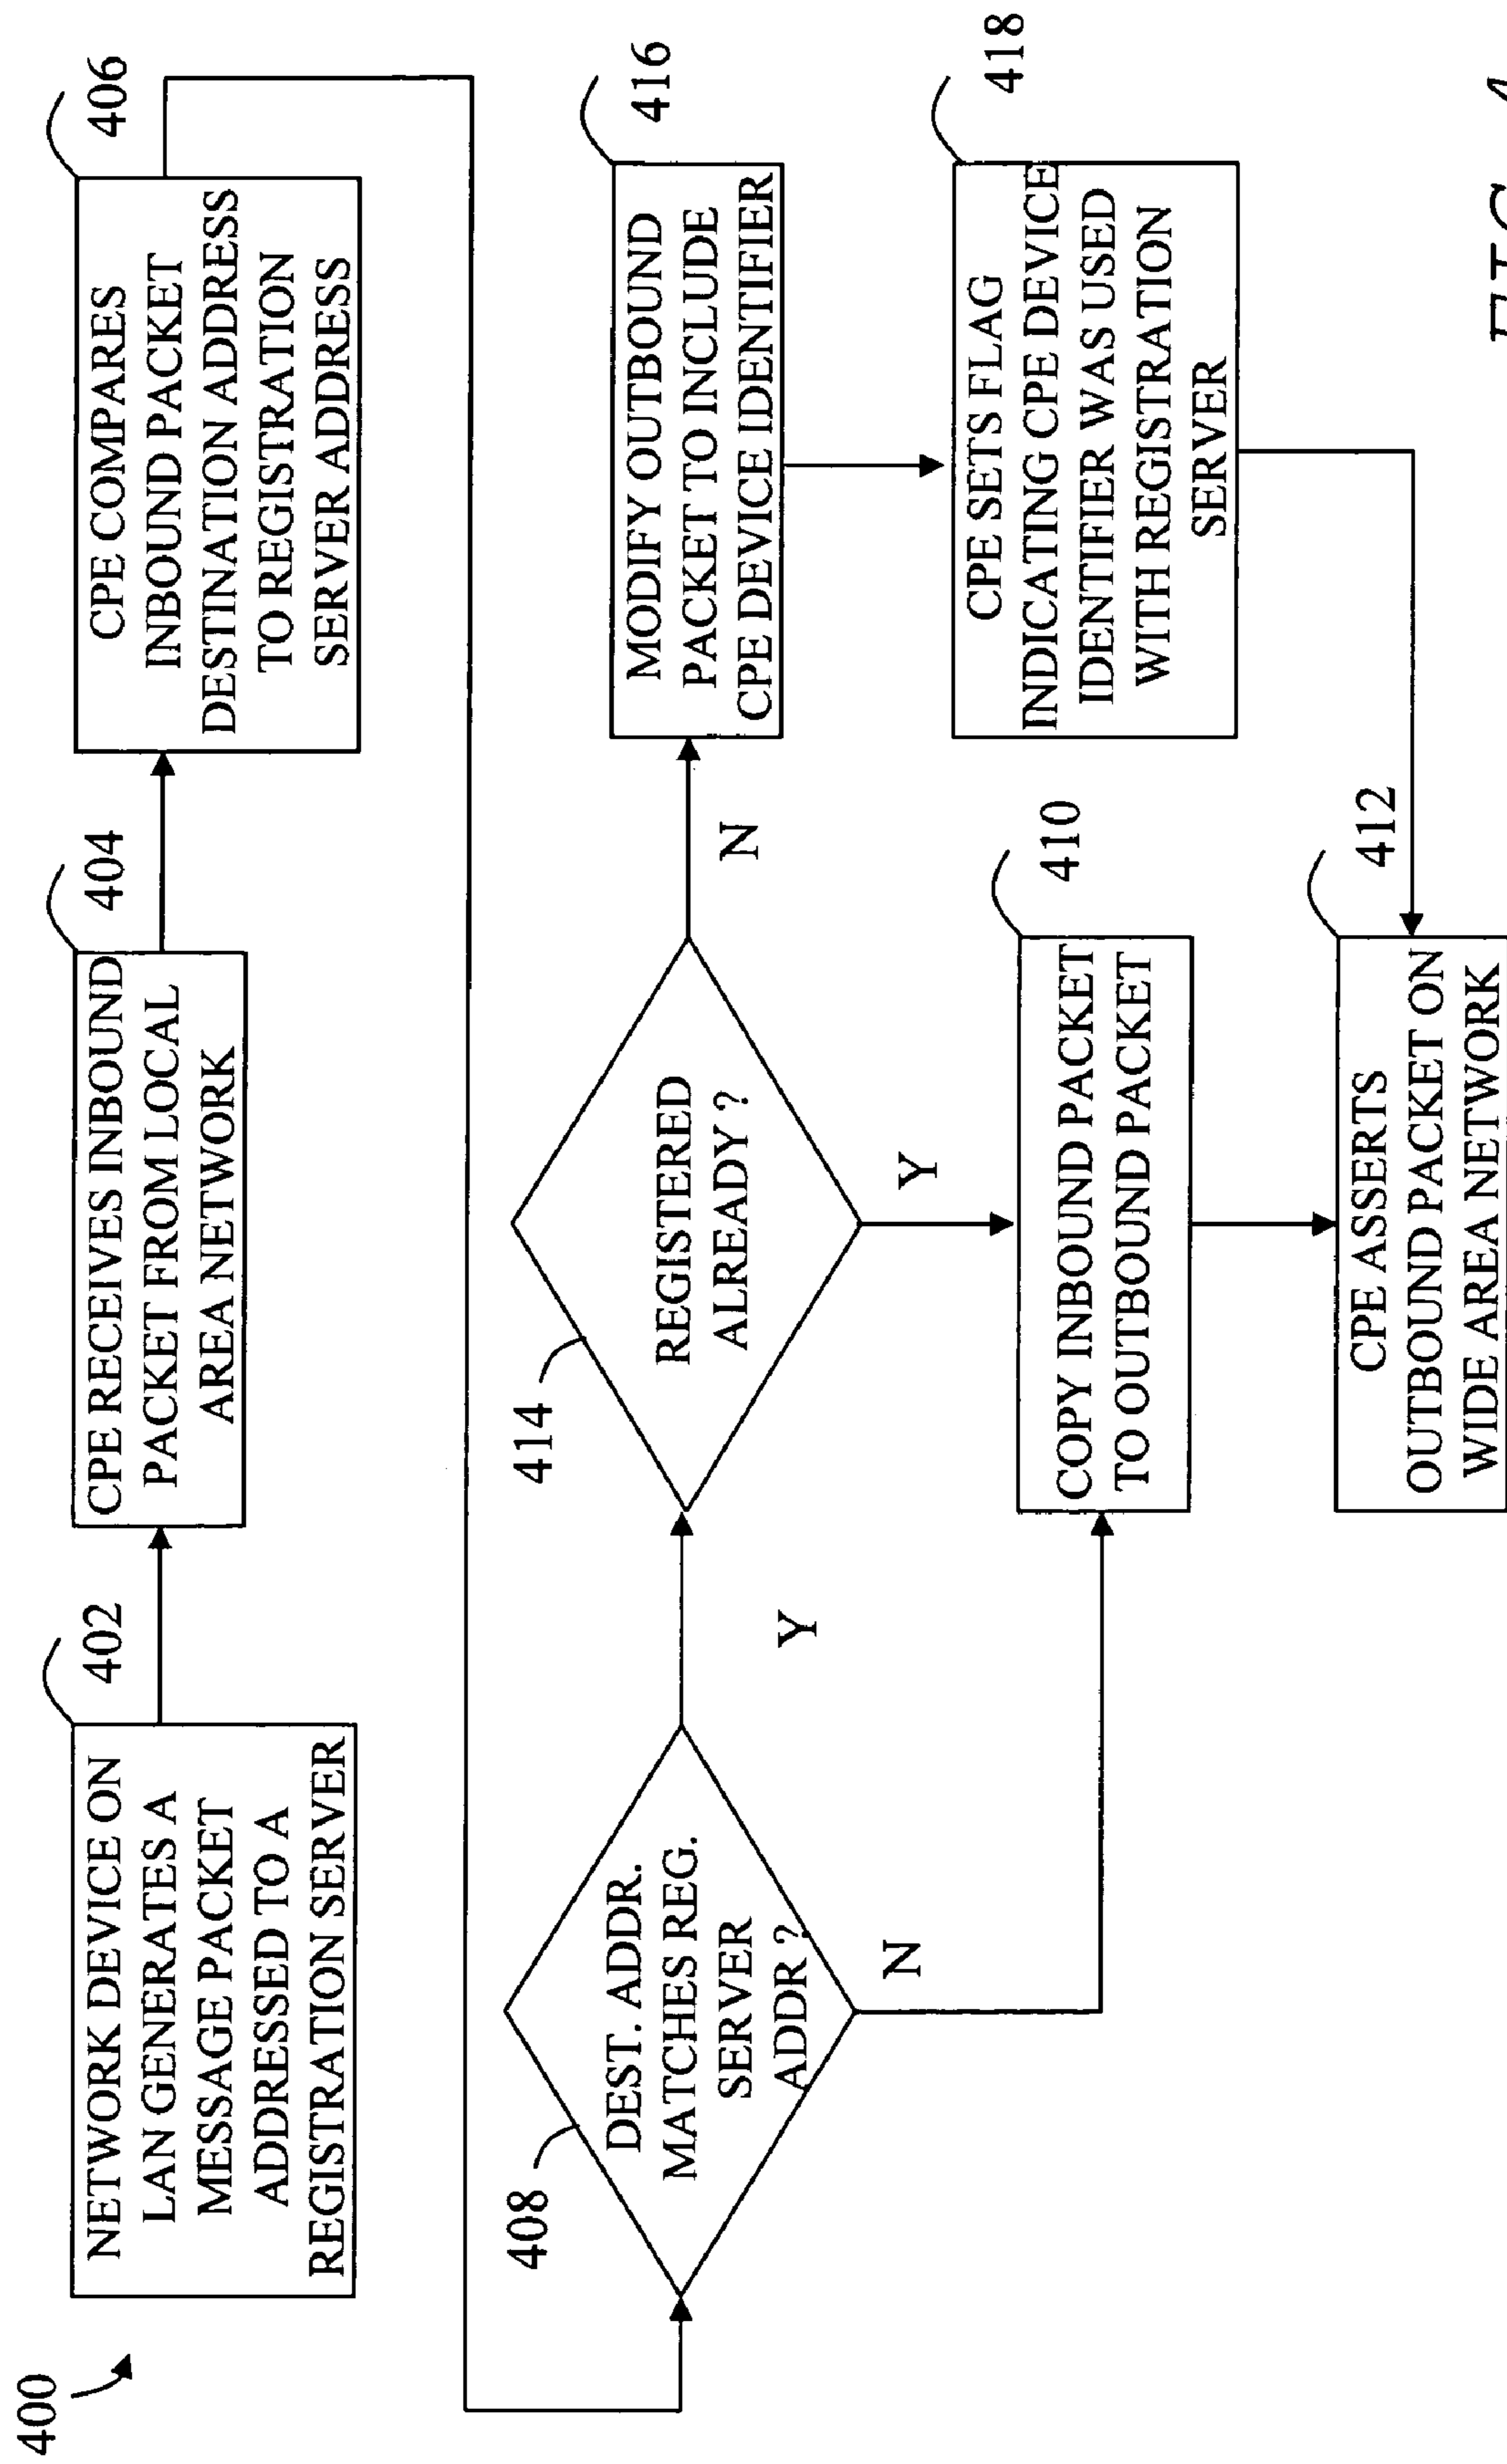 400
402
NETWORK DEVICE ON
LAN GENERATES A
MESSAGE PACKET
ADDRESSED TO A
REGISTRATION SERVER
404
CPE RECEIVES INBOUND
PACKET FROM LOCAL
AREA NETWORK
406
CPE COMPARES
INBOUND PACKET
DESTINATION ADDRESS
TO REGISTRATION
SERVER ADDRESS
408
DEST. ADDR.
MATCHES REG.
SERVER
ADDR ?
Y
N
414
REGISTERED
ALREADY ?
N
Y
416
MODIFY OUTBOUND
PACKET TO INCLUDE
CPE DEVICE IDENTIFIER
418
CPE SETS FLAG
INDICATING CPE DEVICE
IDENTIFIER WAS USED
WITH REGISTRATION
SERVER
410
COPY INBOUND PACKET
TO OUTBOUND PACKET
412
CPE ASSERTS
OUTBOUND PACKET ON
WIDE AREA NETWORK